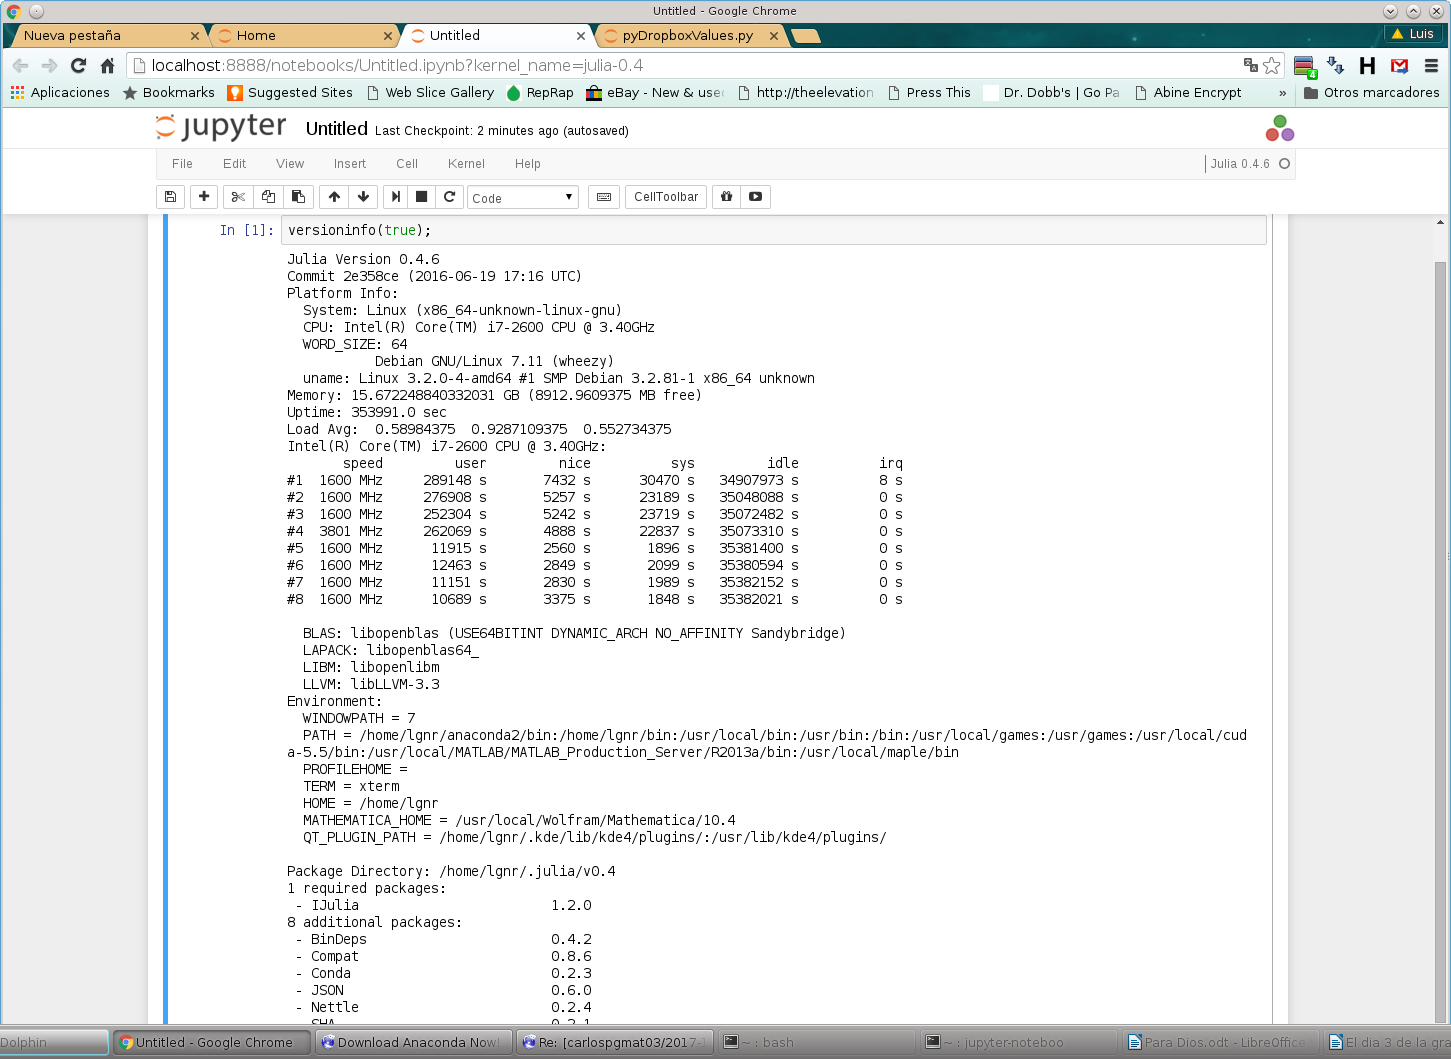 Untitled - Google Chrome
Nueva pestaña
Home
Untitled
pyDropboxValues.py
Luis
localhost:8888/notebooks/Untitled.ipynb?kernel_name=julia-0.4
4
Aplicaciones
Bookmarks
Suggested Sites
Web Slice Gallery
RepRap
eBay - New & used
http://theelevation
Press This
Dr. Dobb's | Go Pa
Abine Encrypt
»
Otros marcadores
jupyter Untitled Last Checkpoint: 2 minutes ago (autosaved)
File Edit View Insert Cell Kernel Help
Julia 0.4.6
Code
CellToolbar
In [1]: versioninfo(true);
Julia Version 0.4.6
Commit 2e358ce (2016-06-19 17:16 UTC)
Platform Info:
  System: Linux (x86_64-unknown-linux-gnu)
  CPU: Intel(R) Core(TM) i7-2600 CPU @ 3.40GHz
  WORD_SIZE: 64
           Debian GNU/Linux 7.11 (wheezy)
  uname: Linux 3.2.0-4-amd64 #1 SMP Debian 3.2.81-1 x86_64 unknown
Memory: 15.672248840332031 GB (8912.9609375 MB free)
Uptime: 353991.0 sec
Load Avg:  0.58984375  0.9287109375  0.552734375
Intel(R) Core(TM) i7-2600 CPU @ 3.40GHz:
       speed         user         nice          sys         idle          irq
#1  1600 MHz     289148 s       7432 s      30470 s   34907973 s          8 s
#2  1600 MHz     276908 s       5257 s      23189 s   35048088 s          0 s
#3  1600 MHz     252304 s       5242 s      23719 s   35072482 s          0 s
#4  3801 MHz     262069 s       4888 s      22837 s   35073310 s          0 s
#5  1600 MHz      11915 s       2560 s       1896 s   35381400 s          0 s
#6  1600 MHz      12463 s       2849 s       2099 s   35380594 s          0 s
#7  1600 MHz      11151 s       2830 s       1989 s   35382152 s          0 s
#8  1600 MHz      10689 s       3375 s       1848 s   35382021 s          0 s
  BLAS: libopenblas (USE64BITINT DYNAMIC_ARCH NO_AFFINITY Sandybridge)
  LAPACK: libopenblas64_
  LIBM: libopenlibm
  LLVM: libLLVM-3.3
Environment:
  WINDOWPATH = 7
  PATH = /home/lgnr/anaconda2/bin:/home/lgnr/bin:/usr/local/bin:/usr/bin:/bin:/usr/local/games:/usr/games:/usr/local/cud
a-5.5/bin:/usr/local/MATLAB/MATLAB_Production_Server/R2013a/bin:/usr/local/maple/bin
  PROFILEHOME =
  TERM = xterm
  HOME = /home/lgnr
  MATHEMATICA_HOME = /usr/local/Wolfram/Mathematica/10.4
  QT_PLUGIN_PATH = /home/lgnr/.kde/lib/kde4/plugins/:/usr/lib/kde4/plugins/
Package Directory: /home/lgnr/.julia/v0.4
1 required packages:
 - IJulia                        1.2.0
8 additional packages:
 - BinDeps                       0.4.2
 - Compat                        0.8.6
 - Conda                         0.2.3
 - JSON                          0.6.0
 - Nettle                        0.2.4
 - SHA                           0.2.1
Dolphin
Untitled - Google Chrome
Download Anaconda Now!
Re: [carlospgmat03/2017-
~ : bash
~ : jupyter-noteboo
Para Dios.odt - LibreOffice
El dia 3 de la gra